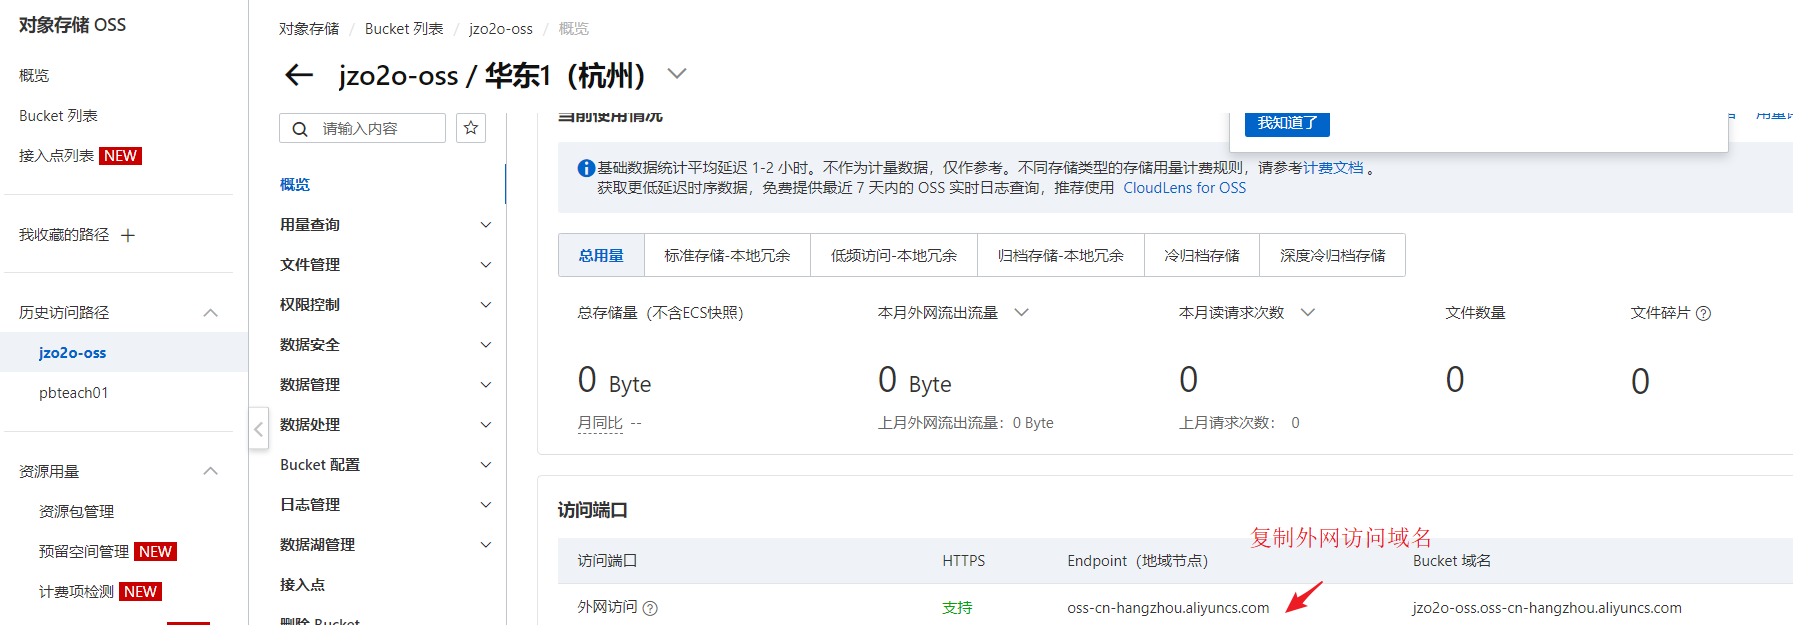 对象存储 OSS
概览
Bucket 列表
接入点列表 NEW
我收藏的路径
历史访问路径
jzo2o-oss
pbteach01
资源用量
资源包管理
预留空间管理 NEW
计费项检测 NEW
对象存储 / Bucket 列表 / jzo2o-oss / 概览
jzo2o-oss / 华东1（杭州）
请输入内容
概览
用量查询
文件管理
权限控制
数据安全
数据管理
数据处理
Bucket 配置
日志管理
数据湖管理
接入点
删除 Bucket
当前使用情况
我知道了
基础数据统计平均延迟 1-2 小时。不作为计量数据，仅作参考。不同存储类型的存储用量计费规则，请参考计费文档 。
获取更低延迟时序数据，免费提供最近 7 天内的 OSS 实时日志查询，推荐使用 CloudLens for OSS
总用量 标准存储-本地冗余 低频访问-本地冗余 归档存储-本地冗余 冷归档存储 深度冷归档存储
总存储量（不含ECS快照） 本月外网流出流量 本月读请求次数 文件数量 文件碎片
0 Byte 0 Byte 0 0 0
月同比 -- 上月外网流出流量：0 Byte 上月请求次数： 0
访问端口
复制外网访问域名
访问端口 HTTPS Endpoint（地域节点） Bucket 域名
外网访问 支持 oss-cn-hangzhou.aliyuncs.com jzo2o-oss.oss-cn-hangzhou.aliyuncs.com